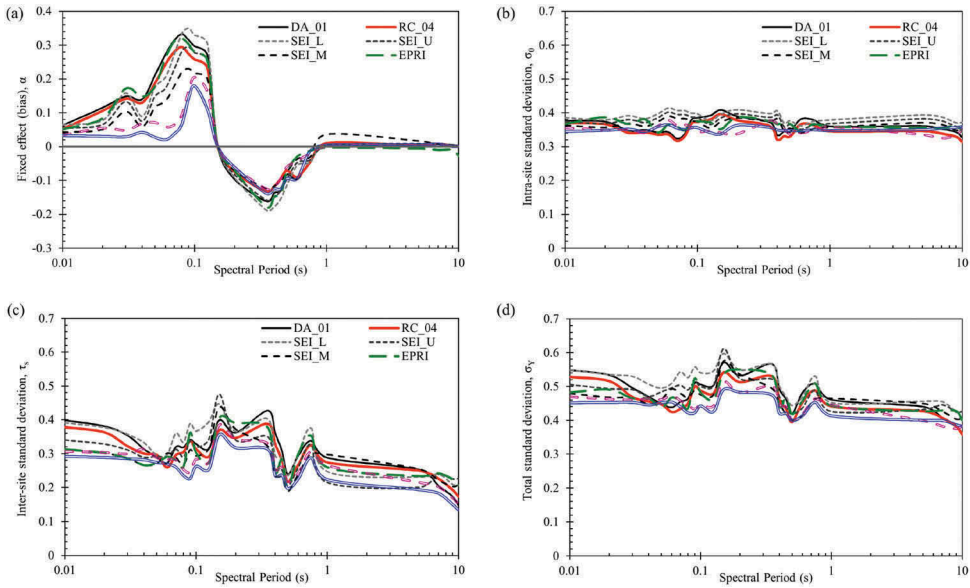 (a)
0.4
0.3
0.2
0.1
0
-0.1
-0.2
-0.3
Fixed effect (bias), α
DA_01 RC_04
SEI_L SEI_U
SEI_M EPRI
0.01 0.1 1 10
Spectral Period (s)
(b)
0.7
0.6
0.5
0.4
0.3
0.2
0.1
0
Intra-site standard deviation, σ₀
DA_01 RC_04
SEI_L SEI_U
SEI_M EPRI
0.01 0.1 1 10
Spectral Period (s)
(c)
0.7
0.6
0.5
0.4
0.3
0.2
0.1
0
Inter-site standard deviation, τₛ
DA_01 RC_04
SEI_L SEI_U
SEI_M EPRI
0.01 0.1 1 10
Spectral Period (s)
(d)
0.7
0.6
0.5
0.4
0.3
0.2
0.1
0
Total standard deviation, σY
0.01 0.1 1 10
Spectral Period (s)